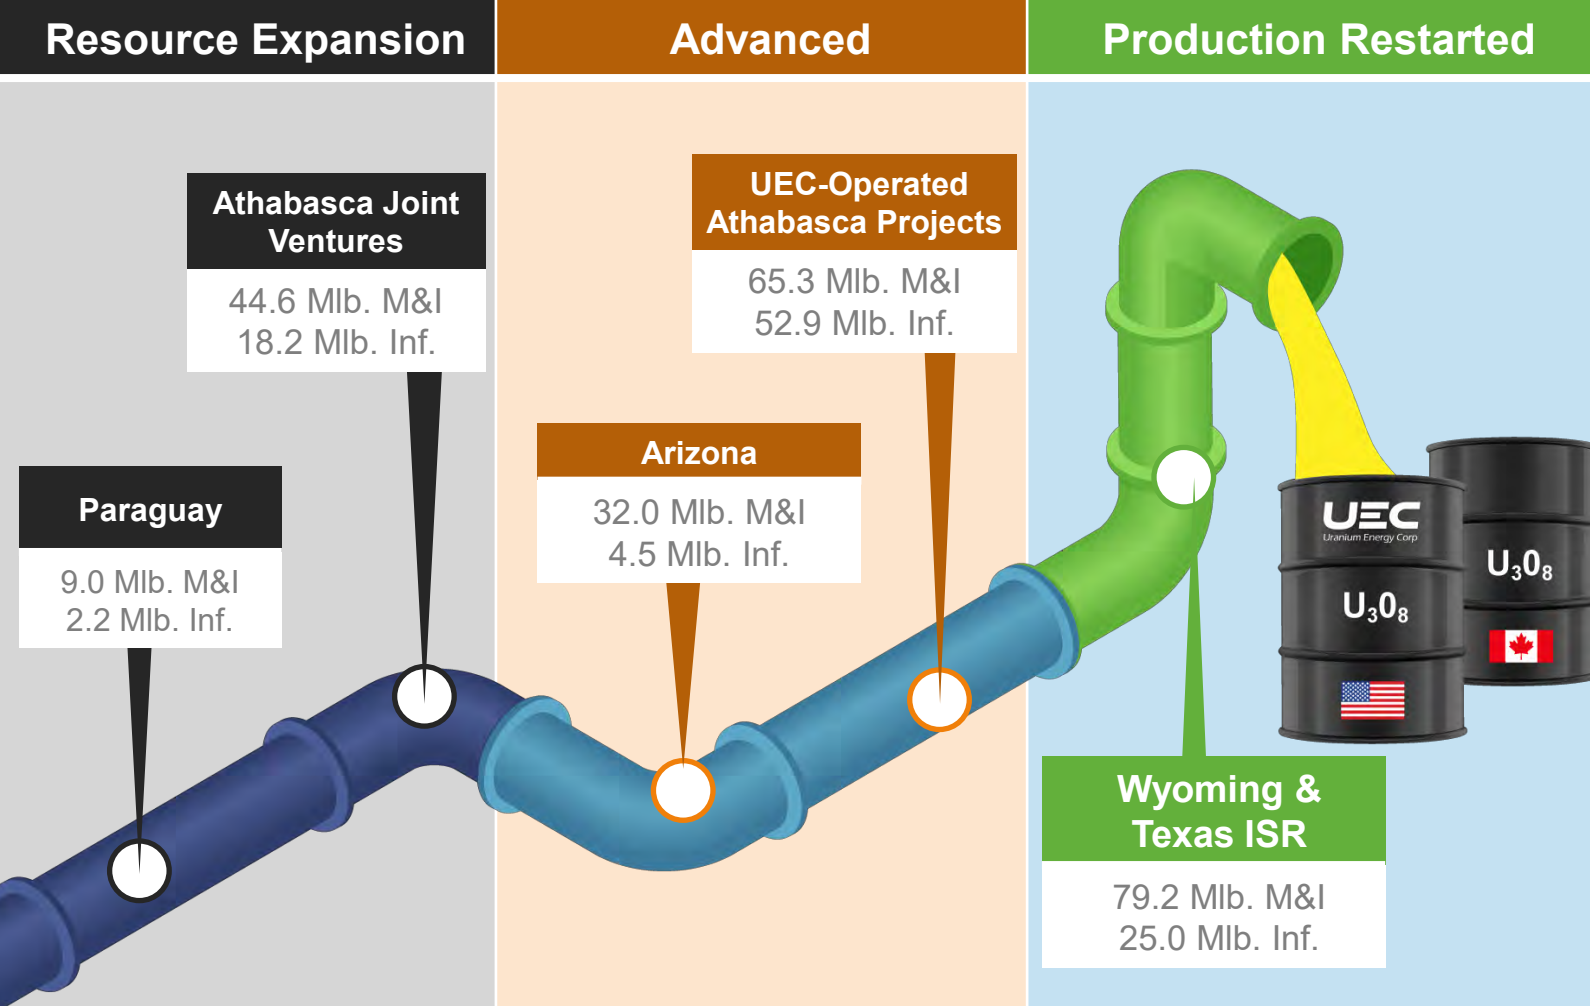 Resource Expansion
Advanced
Production Restarted
Athabasca Joint
Ventures
44.6 Mlb. M&I
18.2 Mlb. Inf.
Paraguay
9.0 Mlb. M&I
2.2 Mlb. Inf.
UEC-Operated
Athabasca Projects
65.3 Mlb. M&I
52.9 Mlb. Inf.
Arizona
32.0 Mlb. M&I
4.5 Mlb. Inf.
Wyoming &
Texas ISR
79.2 Mlb. M&I
25.0 Mlb. Inf.
UEC
Uranium Energy Corp
U₃0₈
U₃0₈